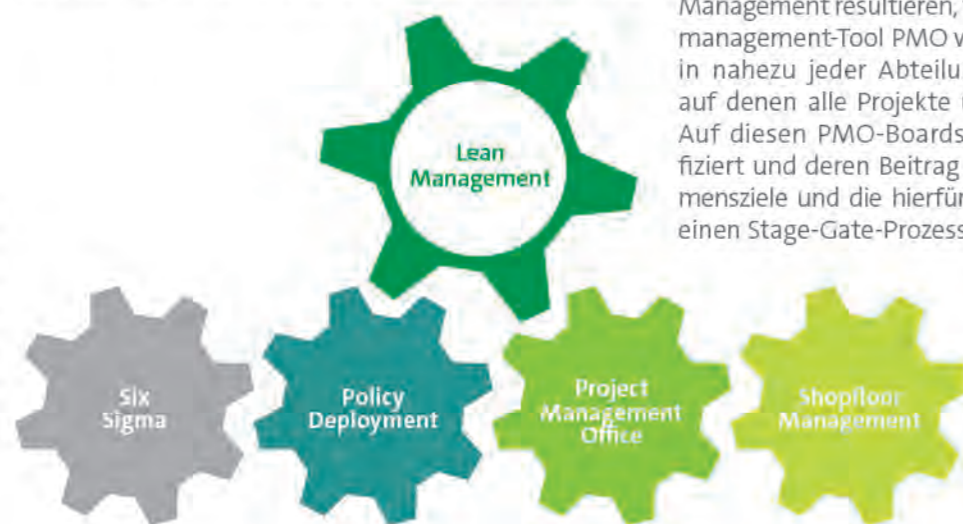 Management resultieren,
management-Tool PMO
in nahezu jeder Abteilu
auf denen alle Projekte
Auf diesen PMO-Boards
fiziert und deren Beitrag
mensziele und die hierfür
einen Stage-Gate-Prozess
Lean
Management
Six
Sigma
Policy
Deployment
Project
Management
Office
Shopfloor
Management